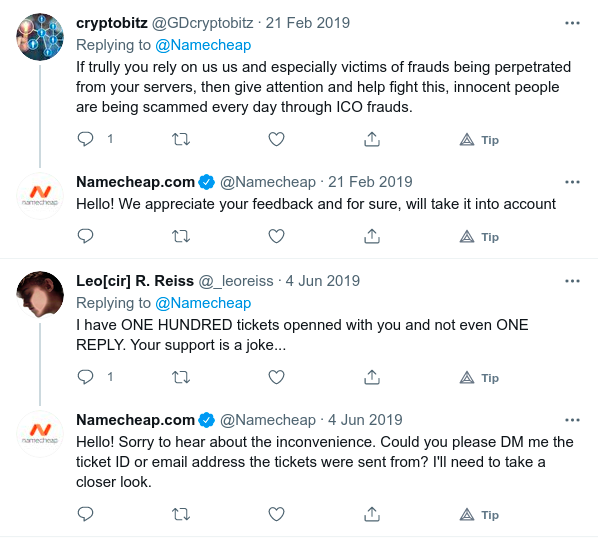 cryptobitz @GDcryptobitz · 21 Feb 2019
Replying to @Namecheap
If trully you rely on us us and especially victims of frauds being perpetrated
from your servers, then give attention and help fight this, innocent people
are being scammed every day through ICO frauds.
1 Tip
namecheap
Namecheap.com @Namecheap · 21 Feb 2019
Hello! We appreciate your feedback and for sure, will take it into account
Tip
Leo[cir] R. Reiss @_leoreiss · 4 Jun 2019
Replying to @Namecheap
I have ONE HUNDRED tickets openned with you and not even ONE
REPLY. Your support is a joke...
1 Tip
namecheap
Namecheap.com @Namecheap · 4 Jun 2019
Hello! Sorry to hear about the inconvenience. Could you please DM me the
ticket ID or email address the tickets were sent from? I'll need to take a
closer look.
Tip